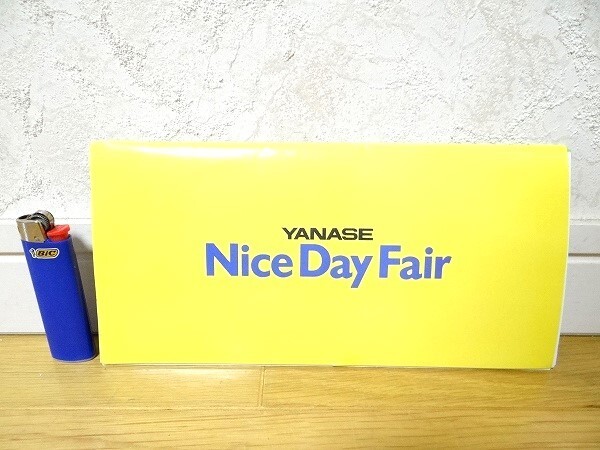 YANASE
Nice Day Fair
BIC